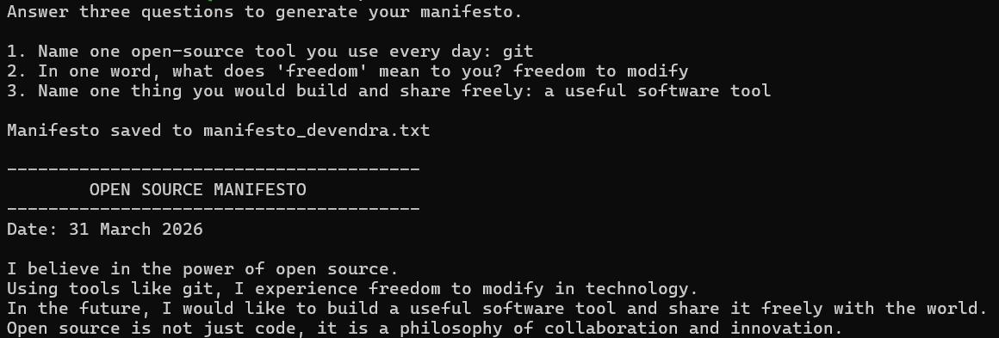 Answer three questions to generate your manifesto.
1. Name one open-source tool you use every day: git
2. In one word, what does 'freedom' mean to you? freedom to modify
3. Name one thing you would build and share freely: a useful software tool
Manifesto saved to manifesto_devendra.txt
----------------------------------------
OPEN SOURCE MANIFESTO
----------------------------------------
Date: 31 March 2026
I believe in the power of open source.
Using tools like git, I experience freedom to modify in technology.
In the future, I would like to build a useful software tool and share it freely with the world.
Open source is not just code, it is a philosophy of collaboration and innovation.